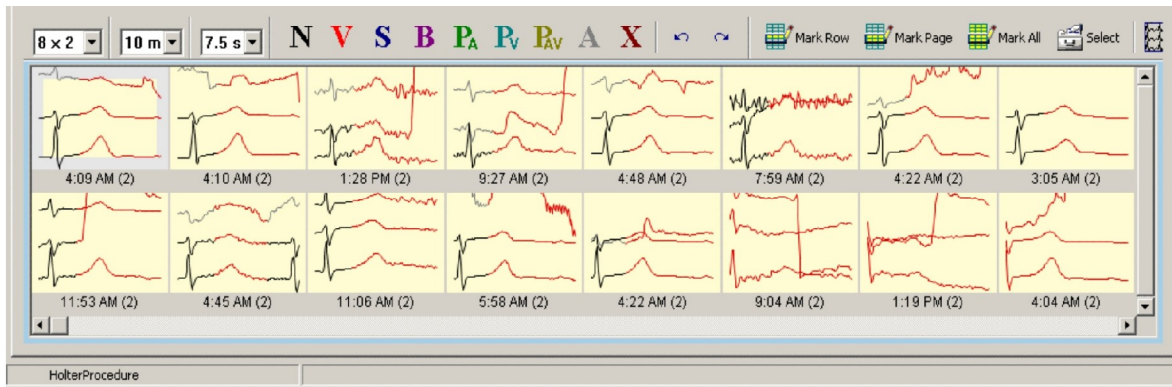 8 x 2 10 m 7.5 s N V S B PA PV PAV A X Mark Row Mark Page Mark All Select
4:09 AM (2) 4:10 AM (2) 1:28 PM (2) 9:27 AM (2) 4:48 AM (2) 7:59 AM (2) 4:22 AM (2) 3:05 AM (2)
11:53 AM (2) 4:45 AM (2) 11:06 AM (2) 5:58 AM (2) 4:22 AM (2) 9:04 AM (2) 1:19 PM (2) 4:04 AM (2)
HolterProcedure